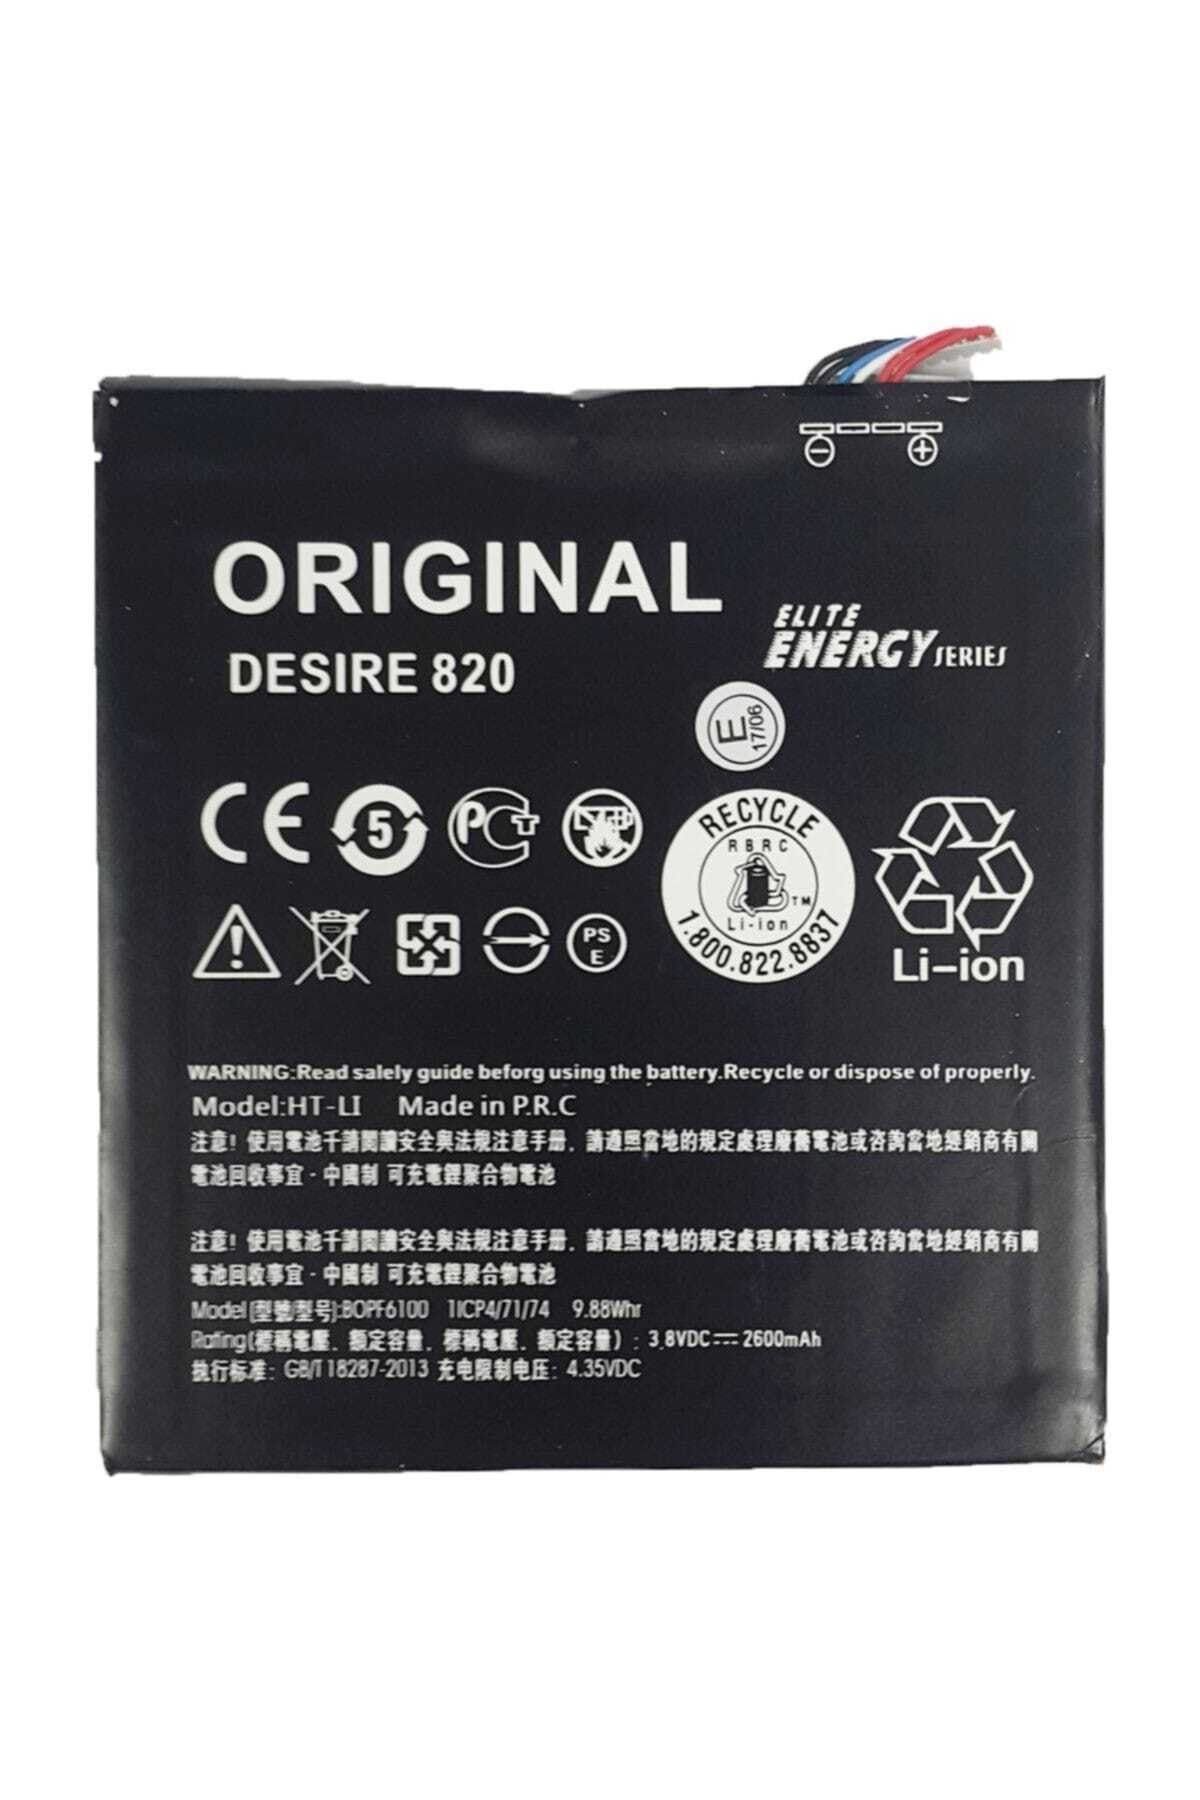 ORIGINAL
DESIRE 820
ELITE
ENERGY SERIES
E
17/06
CE
5
PCT
RECYCLE
RBRC
TM
Li-ion
1.800.822.8837
Li-ion
PS
E
WARNING:Read salely guide beforg using the battery.Recycle or dispose of properly.
Model:HT-LI Made in P.R.C
注意! 使用電池千請閱讀安全與法規注意手册. 請遵照當地的規定處理廢舊電池或咨詢當地經銷商有關
電池回收事宜 - 中國制 可充電鋰聚合物電池
注意! 使用電池千請閱讀安全與法規注意手册. 請遵照當地的規定處理廢舊電池或咨詢當地經銷商有關
電池回收事宜 - 中國制 可充電鋰聚合物電池
Model(型號/型号):BOPF6100 1ICP4/71/74 9.88Whr
Rating(標稱電壓、額定容量、標稱電壓、額定容量): 3.8VDC 2600mAh
执行标准: GB/T18287-2013 充电限制电压: 4.35VDC